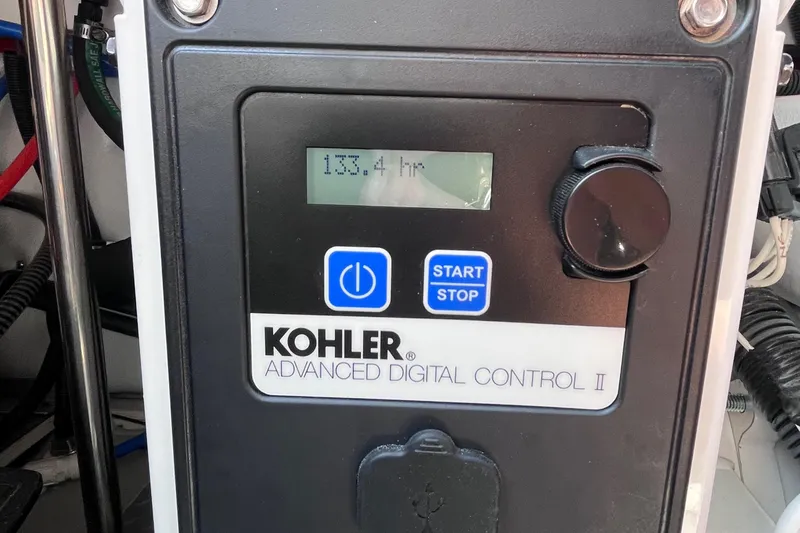 133.4 hr
START
STOP
KOHLER®
ADVANCED DIGITAL CONTROL II